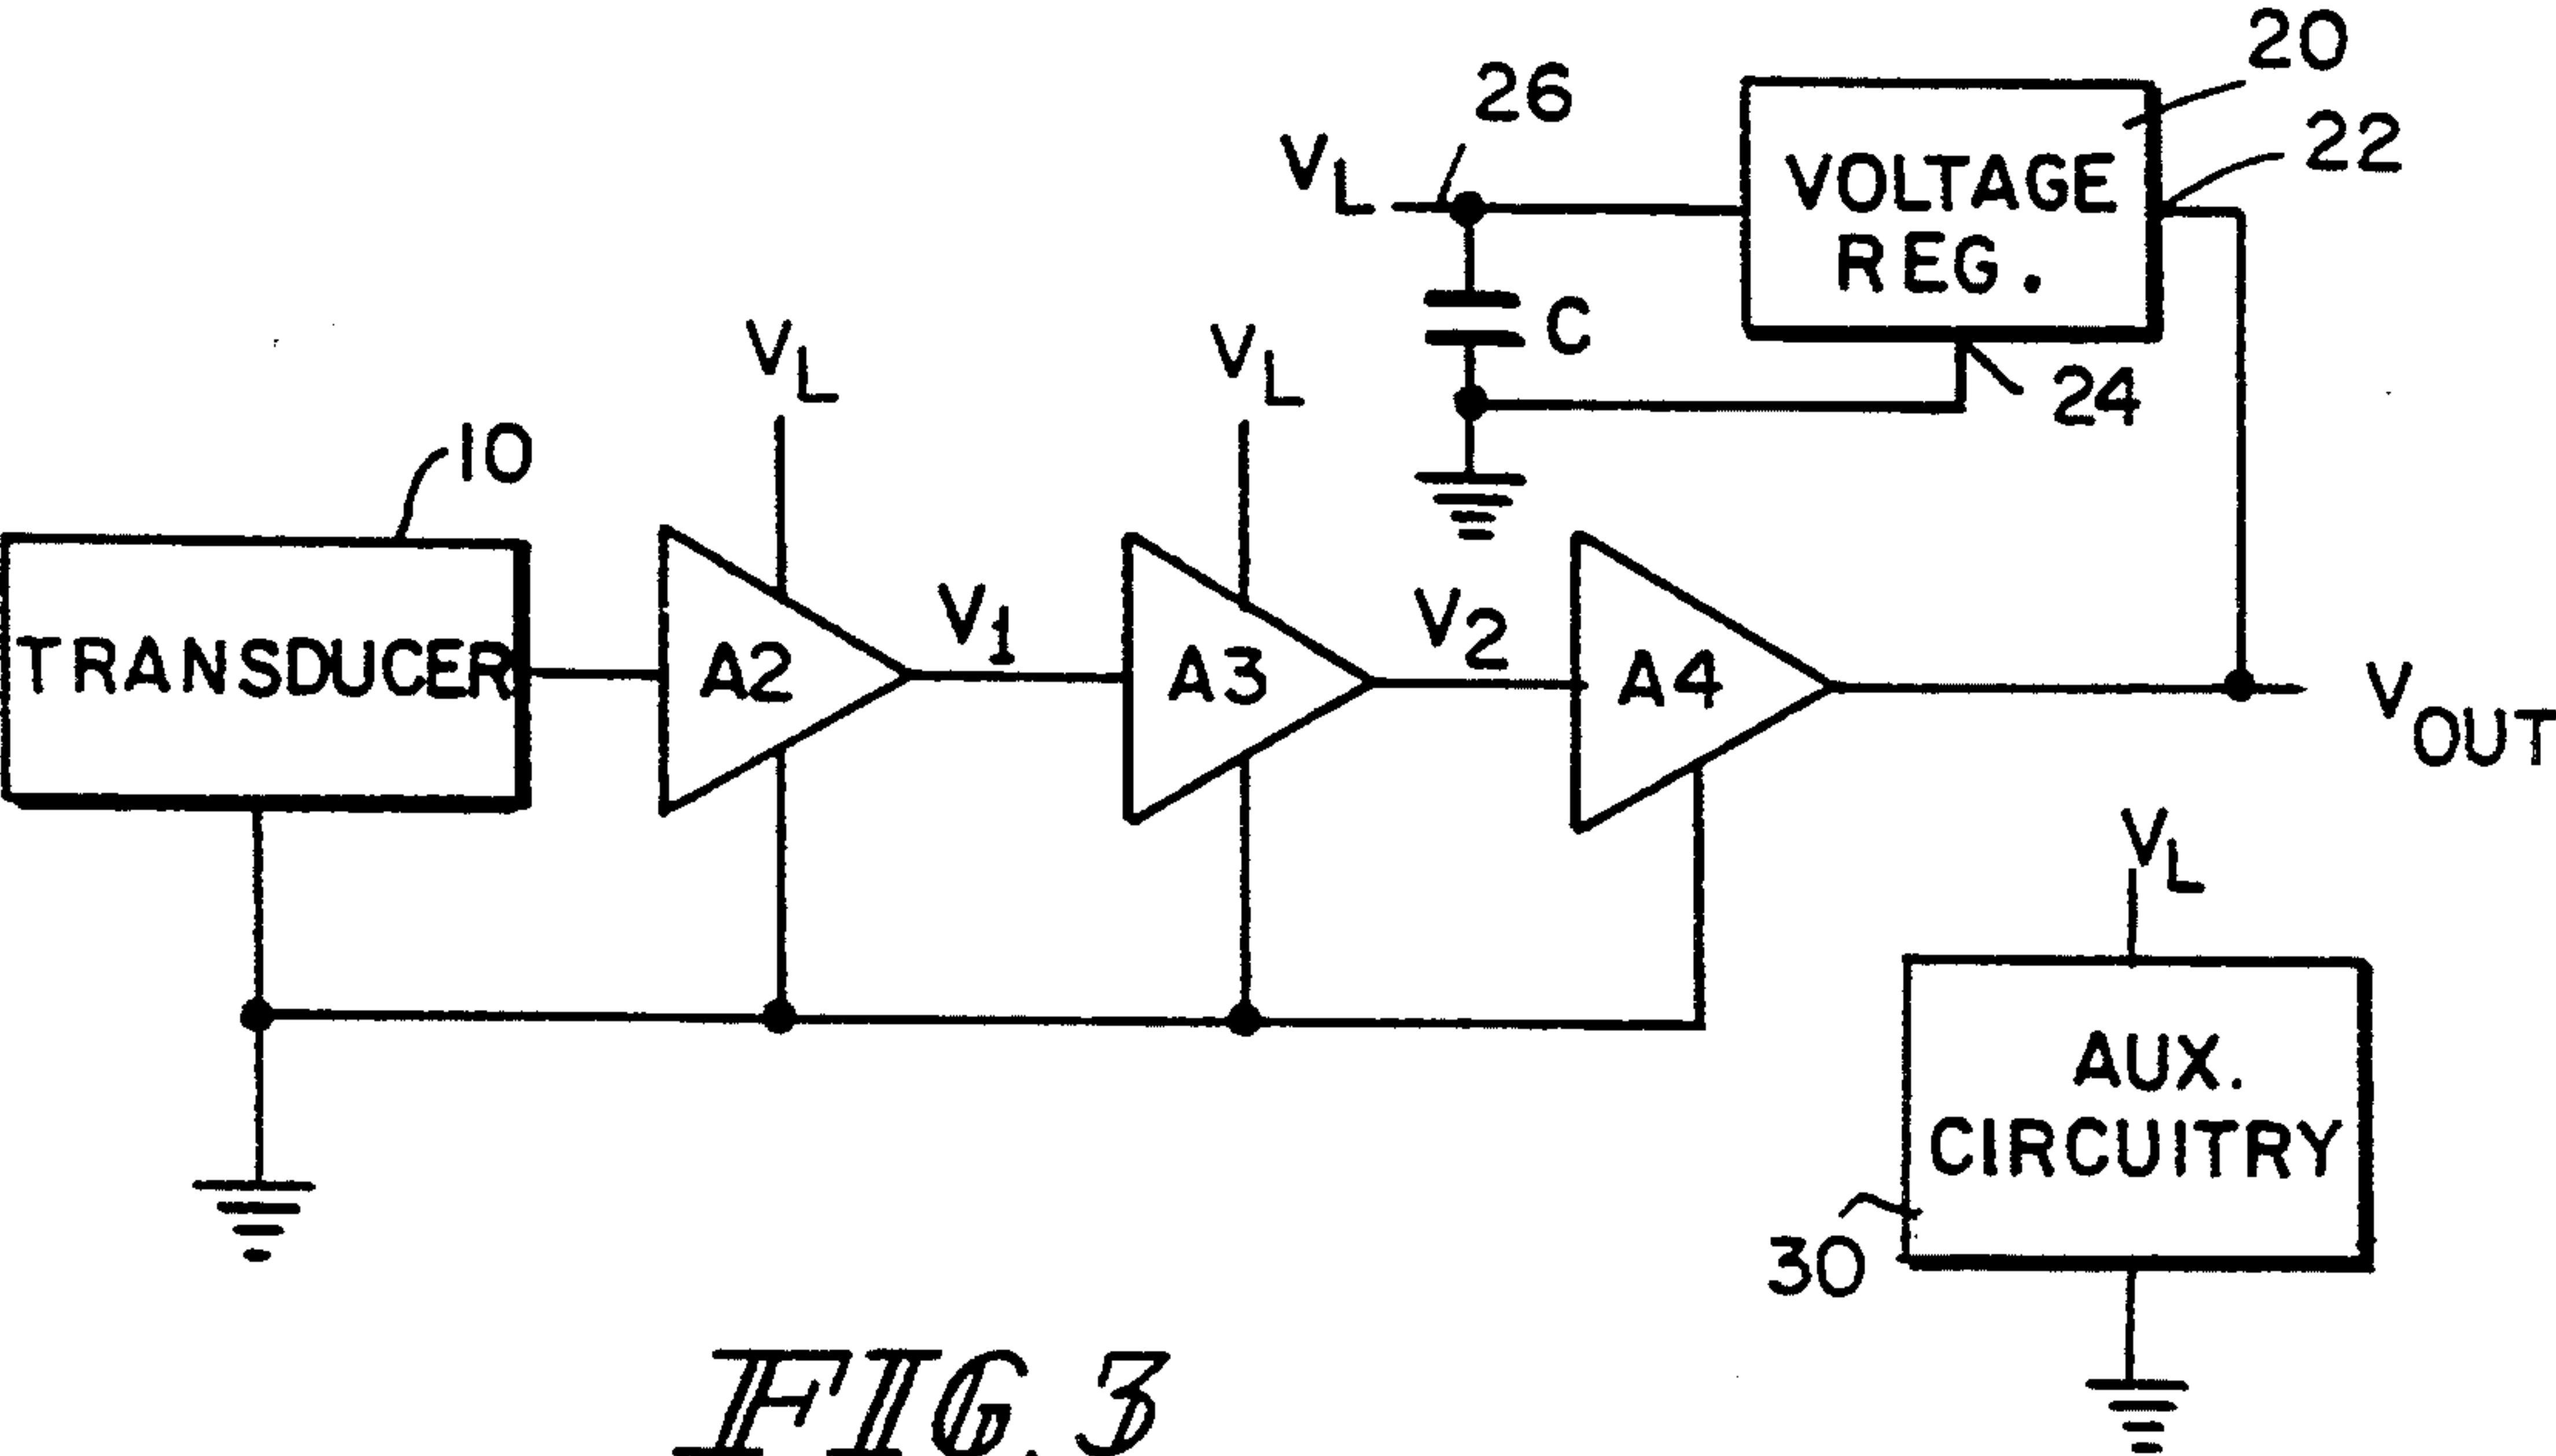 20
26
22
VL
VOLTAGE
REG.
C
24
VL
VL
10
TRANSDUCER
A2
V1
A3
V2
A4
VOUT
VL
AUX.
CIRCUITRY
30
FIG. 3